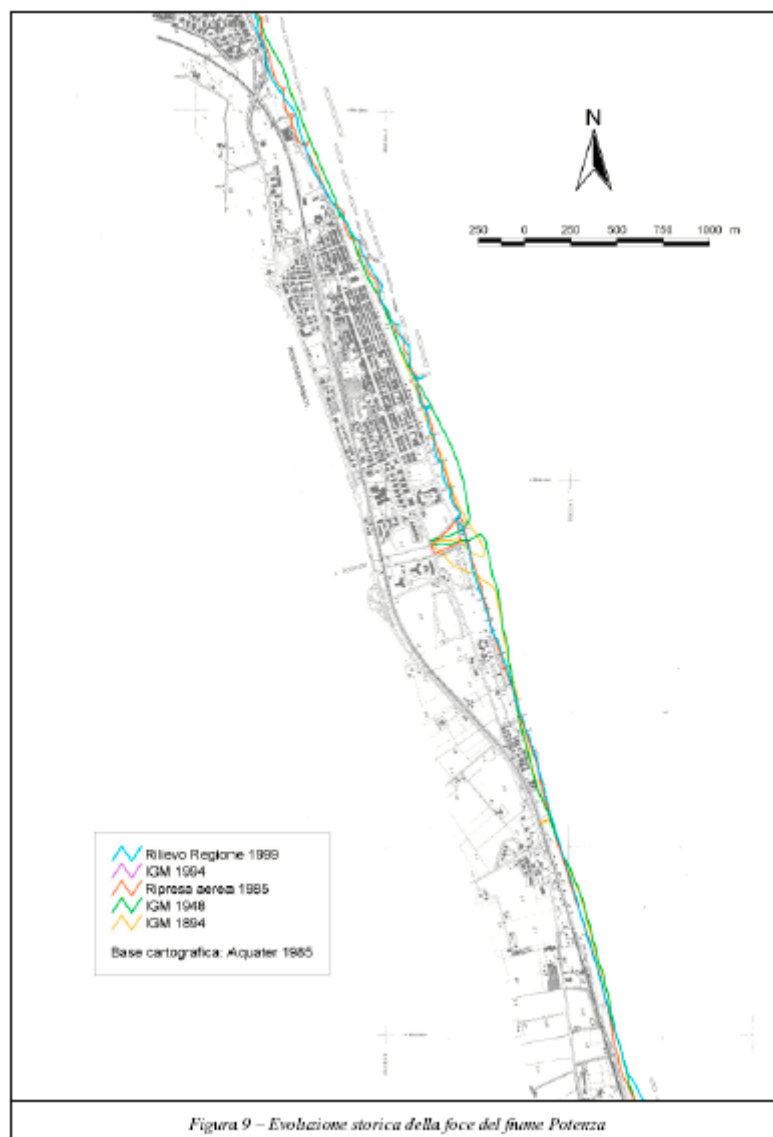 N
250 0 250 500 750 1000 m
Rilievo Regione 1999
IGM 1994
Ripresa aerea 1985
IGM 1948
IGM 1894
Base cartografica: Aquater 1985
Figura 9 – Evoluzione storica della foce del fiume Potenza